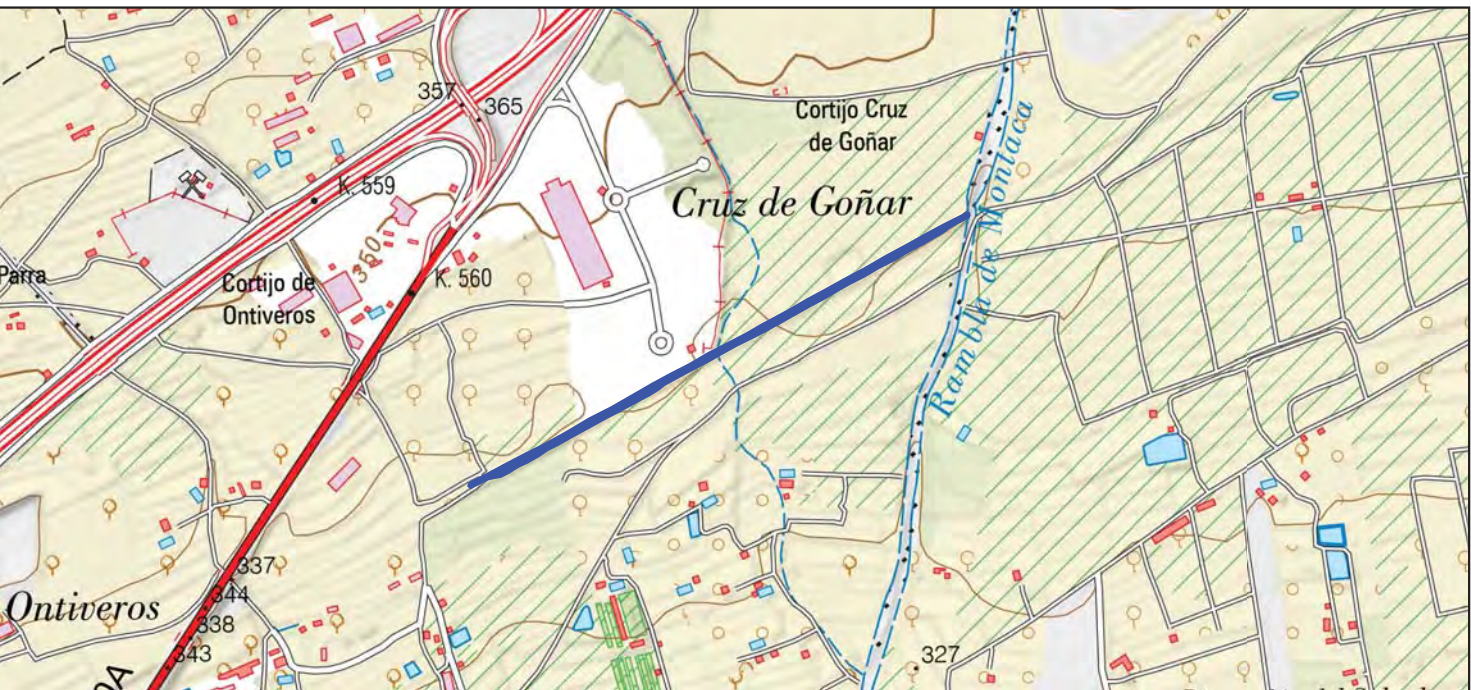 357
365
Cortijo Cruz
de Goñar
K. 559
Cruz de Goñar
350
Parra
Cortijo de
Ontiveros
K. 560
Rambla de Moniaca
337
344
Ontiveros
338
343
327